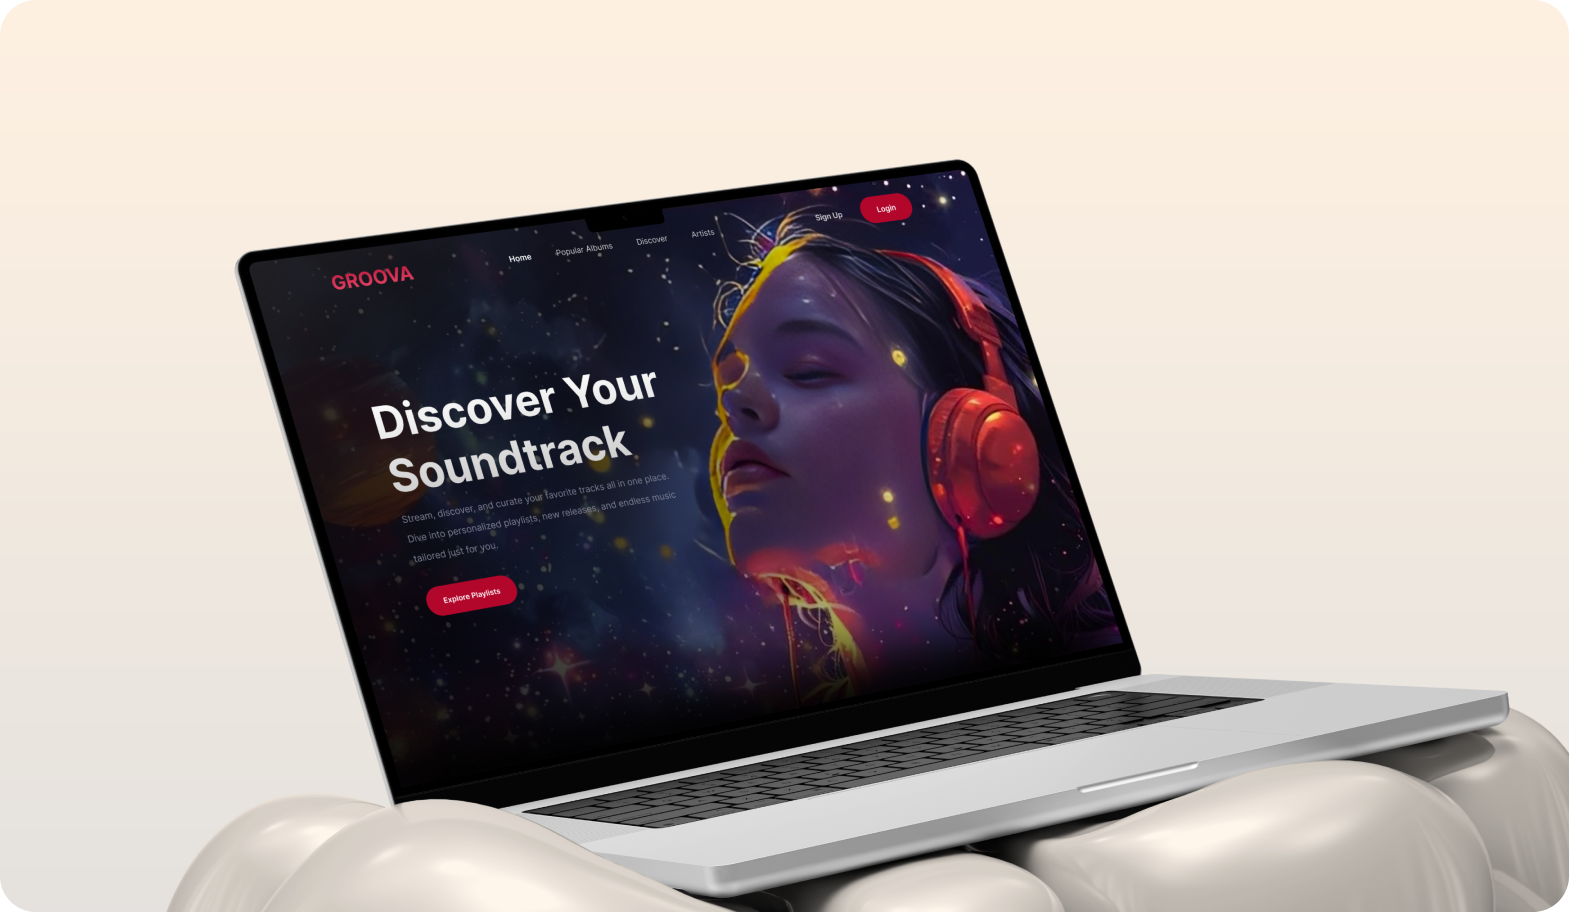 GROOVA
Home Popular Albums Discover Artists
Sign Up Login
Discover Your
Soundtrack
Stream, discover, and curate your favorite tracks all in one place.
Dive into personalized playlists, new releases, and endless music
tailored just for you.
Explore Playlists